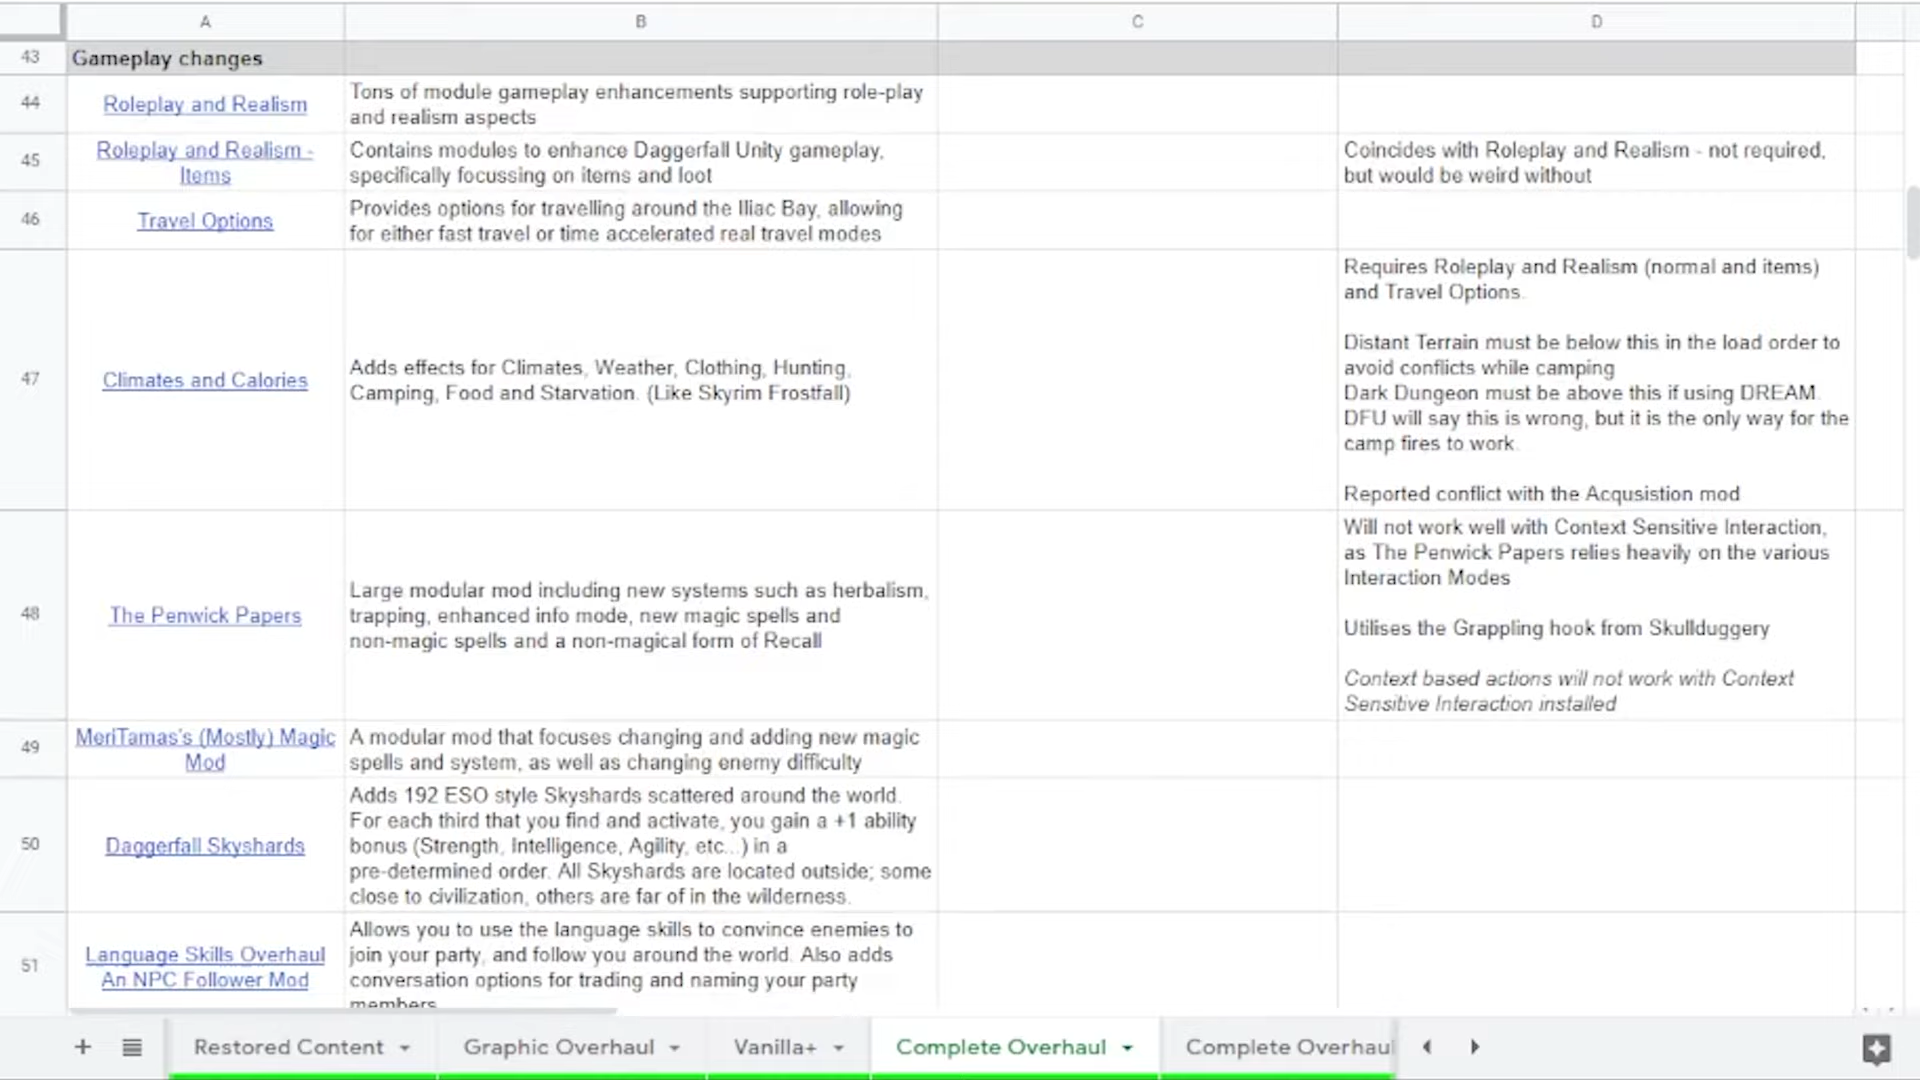 A B C D
43 Gameplay changes
44 Roleplay and Realism
Tons of module gameplay enhancements supporting role-play
and realism aspects
45 Roleplay and Realism -
Items
Contains modules to enhance Daggerfall Unity gameplay,
specifically focussing on items and loot
Coincides with Roleplay and Realism - not required,
but would be weird without
46 Travel Options
Provides options for travelling around the Iliac Bay, allowing
for either fast travel or time accelerated real travel modes
47 Climates and Calories
Adds effects for Climates, Weather, Clothing, Hunting,
Camping, Food and Starvation. (Like Skyrim Frostfall)
Requires Roleplay and Realism (normal and items)
and Travel Options.
Distant Terrain must be below this in the load order to
avoid conflicts while camping
Dark Dungeon must be above this if using DREAM.
DFU will say this is wrong, but it is the only way for the
camp fires to work.
Reported conflict with the Acqusistion mod
48 The Penwick Papers
Large modular mod including new systems such as herbalism,
trapping, enhanced info mode, new magic spells and
non-magic spells and a non-magical form of Recall
Will not work well with Context Sensitive Interaction,
as The Penwick Papers relies heavily on the various
Interaction Modes
Utilises the Grappling hook from Skullduggery
Context based actions will not work with Context
Sensitive Interaction installed
49 MeriTamas's (Mostly) Magic
Mod
A modular mod that focuses changing and adding new magic
spells and system, as well as changing enemy difficulty
50 Daggerfall Skyshards
Adds 192 ESO style Skyshards scattered around the world.
For each third that you find and activate, you gain a +1 ability
bonus (Strength, Intelligence, Agility, etc...) in a
pre-determined order. All Skyshards are located outside; some
close to civilization, others are far of in the wilderness.
51 Language Skills Overhaul
An NPC Follower Mod
Allows you to use the language skills to convince enemies to
join your party, and follow you around the world. Also adds
conversation options for trading and naming your party
members
+ Restored Content Graphic Overhaul Vanilla+ Complete Overhaul Complete Overhaul